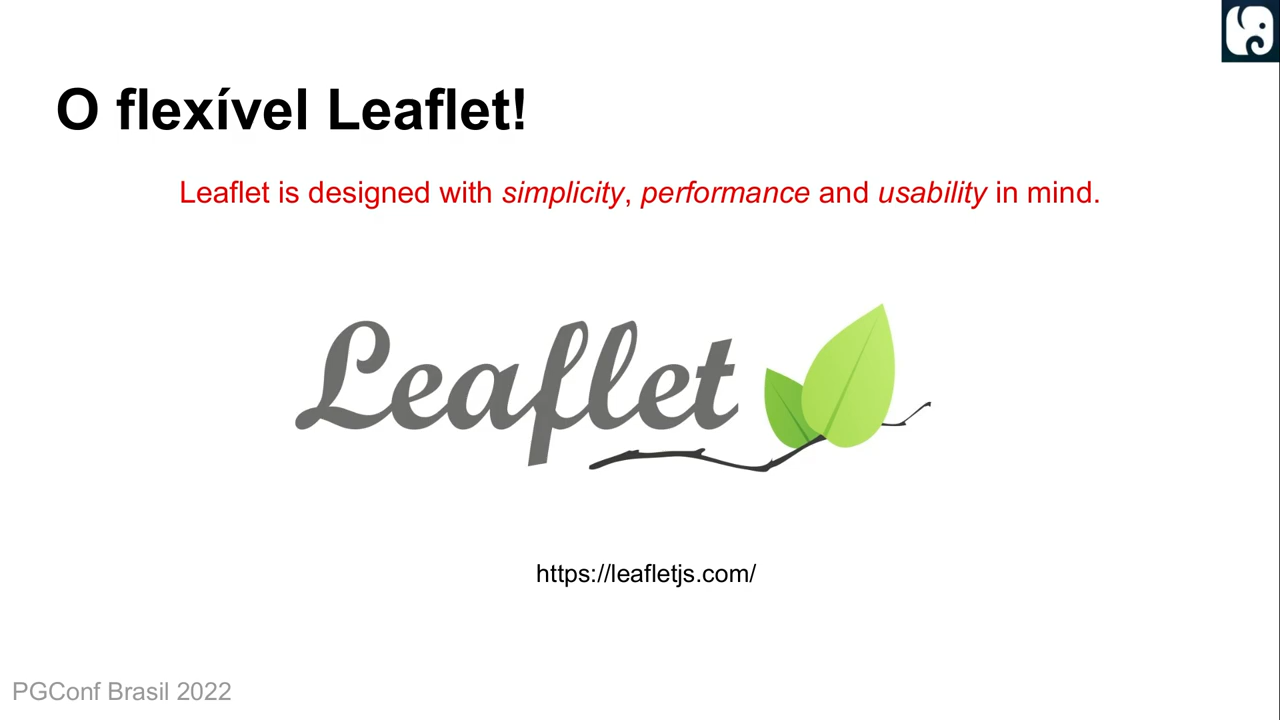 O flexível Leaflet!
Leaflet is designed with simplicity, performance and usability in mind.
Leaflet
https://leafletjs.com/
PGConf Brasil 2022